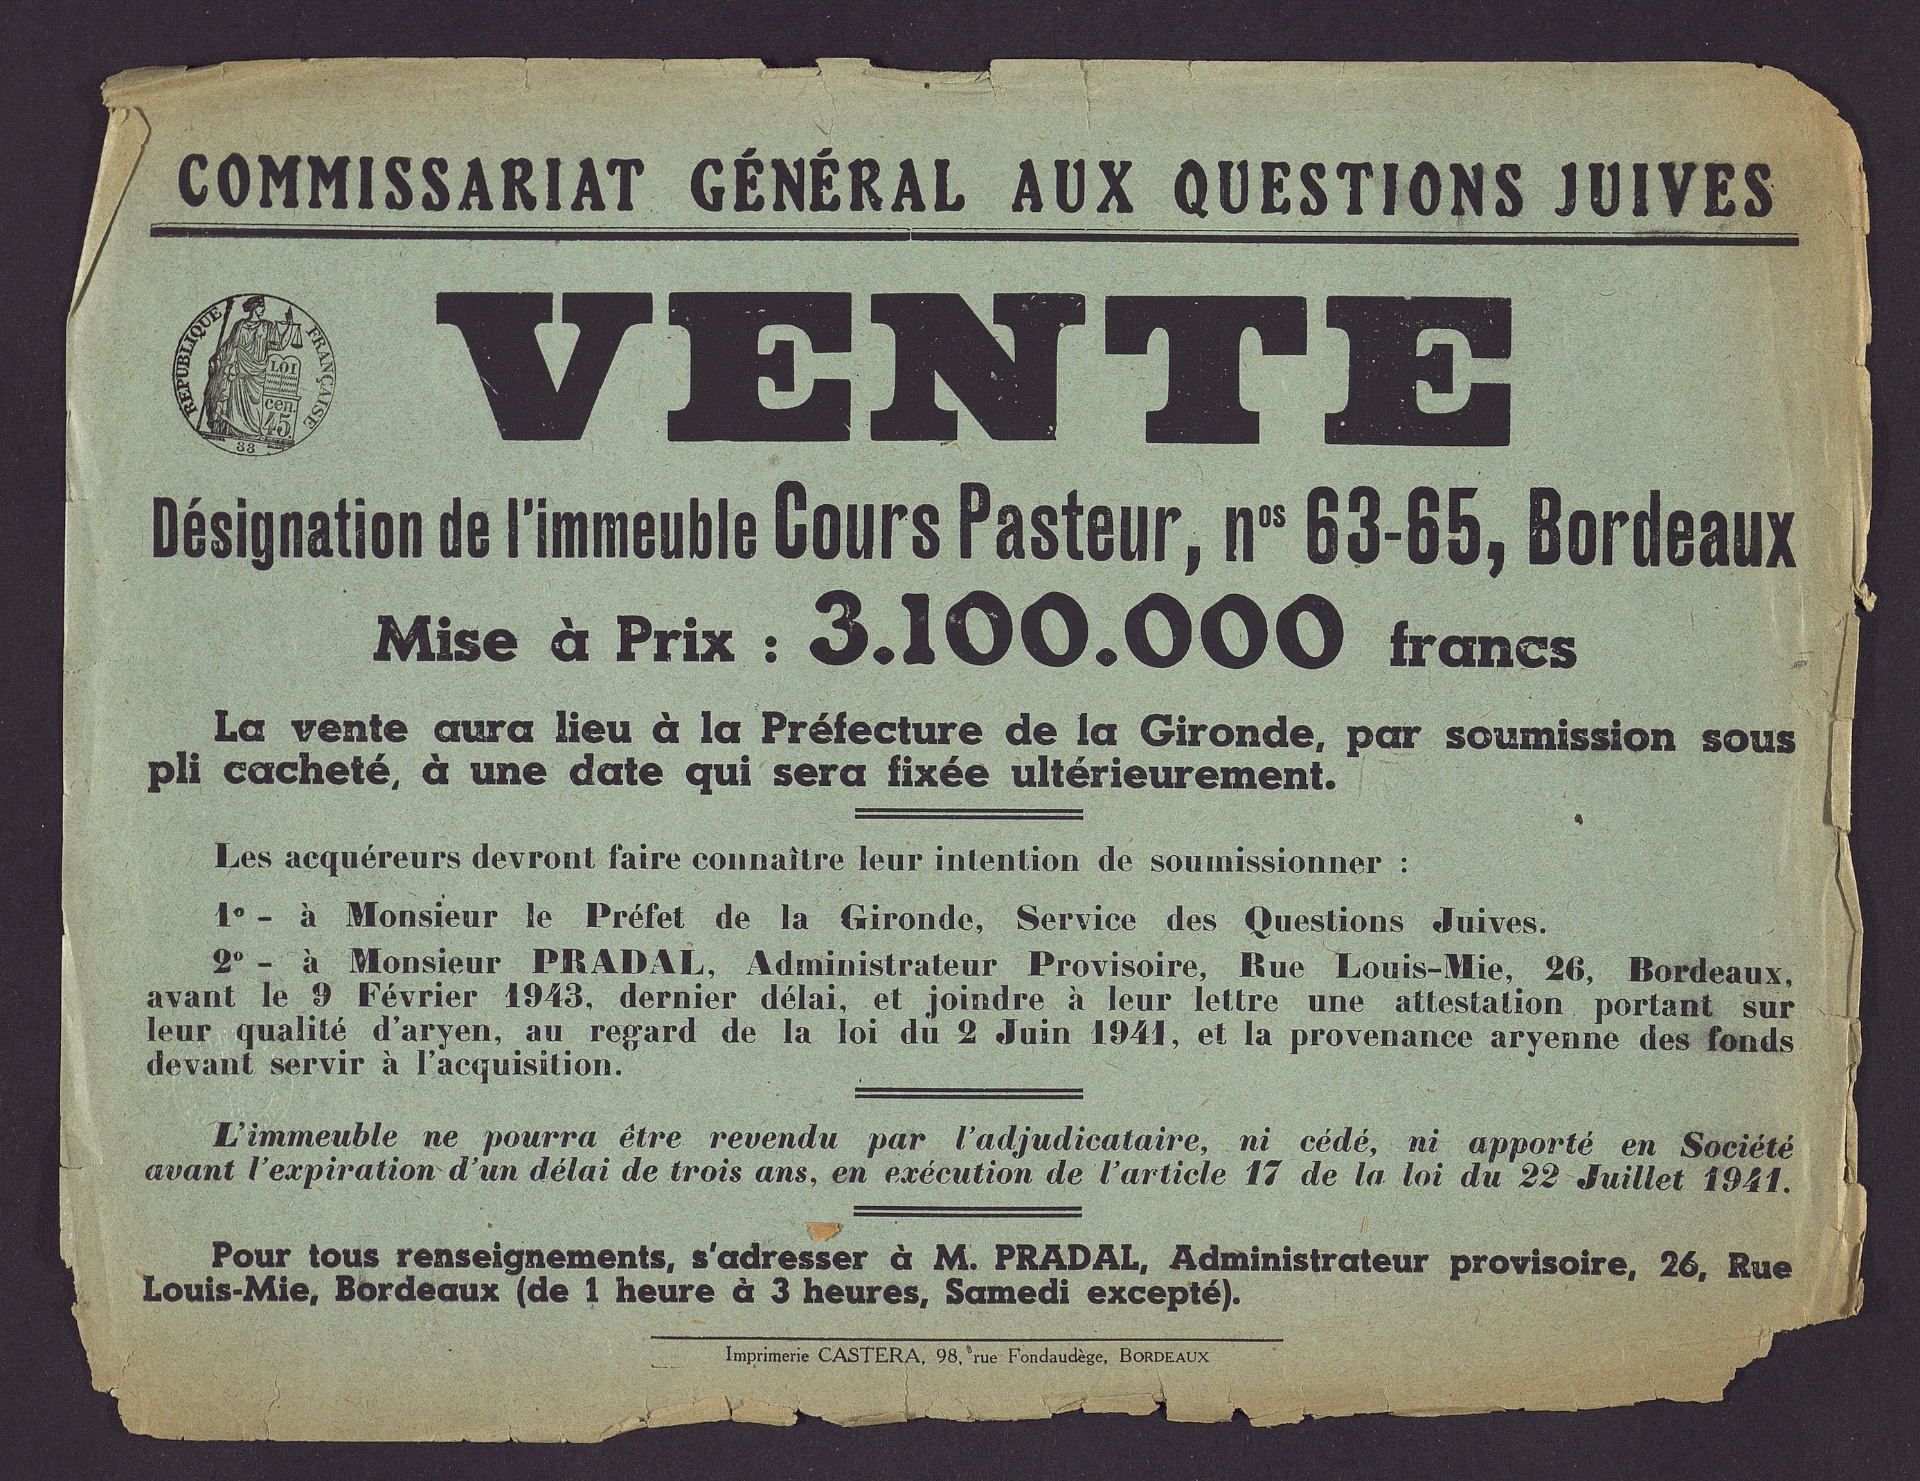 COMMISSARIAT GÉNÉRAL AUX QUESTIONS JUIVES
RÉPUBLIQUE FRANÇAISE
LOI
cen.
45
33
VENTE
Désignation de l'immeuble Cours Pasteur, nos 63-65, Bordeaux
Mise à Prix : 3.100.000 francs
La vente aura lieu à la Préfecture de la Gironde, par soumission sous
pli cacheté, à une date qui sera fixée ultérieurement.
Les acquéreurs devront faire connaître leur intention de soumissionner :
1º - à Monsieur le Préfet de la Gironde, Service des Questions Juives.
2º - à Monsieur PRADAL, Administrateur Provisoire, Rue Louis-Mie, 26, Bordeaux,
avant le 9 Février 1943, dernier délai, et joindre à leur lettre une attestation portant sur
leur qualité d'aryen, au regard de la loi du 2 Juin 1941, et la provenance aryenne des fonds
devant servir à l'acquisition.
L'immeuble ne pourra être revendu par l'adjudicataire, ni cédé, ni apporté en Société
avant l'expiration d'un délai de trois ans, en exécution de l'article 17 de la loi du 22 Juillet 1941.
Pour tous renseignements, s'adresser à M. PRADAL, Administrateur provisoire, 26, Rue
Louis-Mie, Bordeaux (de 1 heure à 3 heures, Samedi excepté).
Imprimerie CASTERA, 98, rue Fondaudège, BORDEAUX